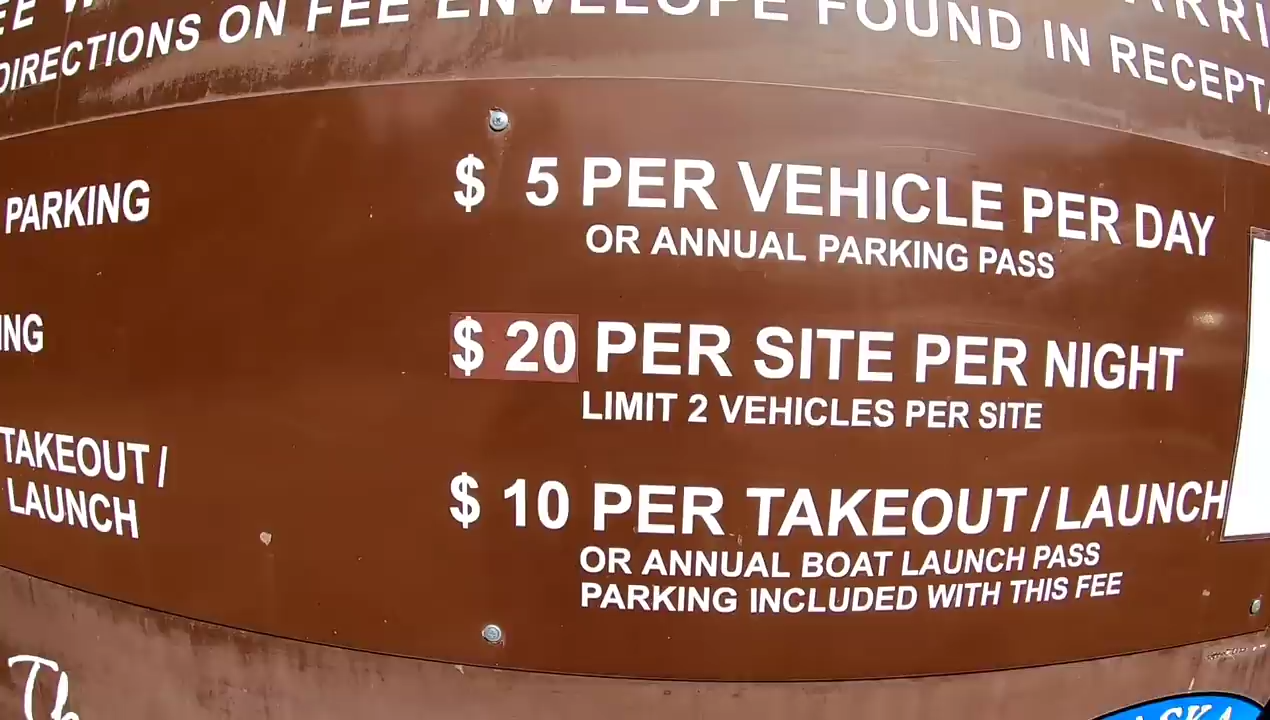 DIRECTIONS ON FEE ENVELOPE FOUND IN
PARKING
$ 5 PER VEHICLE PER DAY
OR ANNUAL PARKING PASS
$ 20 PER SITE PER NIGHT
LIMIT 2 VEHICLES PER SITE
TAKEOUT /
LAUNCH
$ 10 PER TAKEOUT/LAUNCH
OR ANNUAL BOAT LAUNCH PASS
PARKING INCLUDED WITH THIS FEE